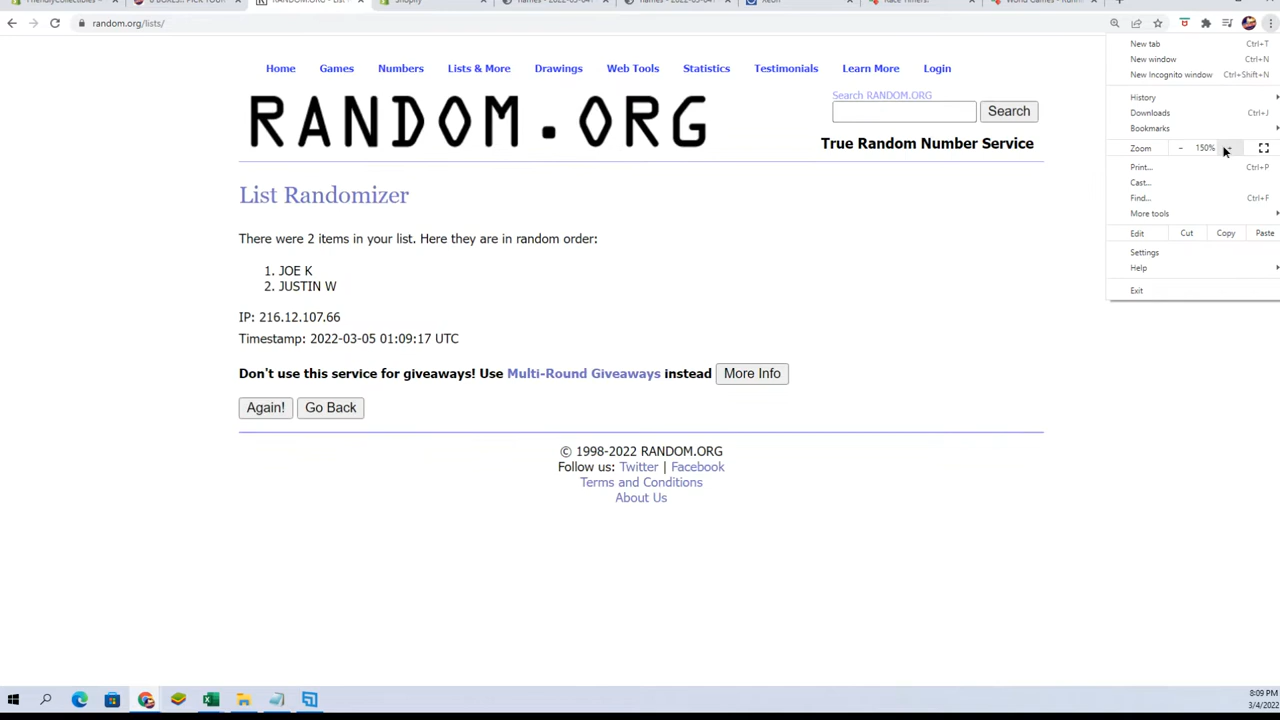 RANDOM.ORG - List
Shopify
random.org/lists/
New tab Ctrl+T
New window Ctrl+N
New Incognito window Ctrl+Shift+N
History
Downloads Ctrl+J
Bookmarks
Zoom - 150%
Print... Ctrl+P
Cast...
Find... Ctrl+F
More tools
Edit Cut Copy Paste
Settings
Help
Exit
Home Games Numbers Lists & More Drawings Web Tools Statistics Testimonials Learn More Login
Search RANDOM.ORG
Search
RANDOM.ORG
True Random Number Service
List Randomizer
There were 2 items in your list. Here they are in random order:
1. JOE K
2. JUSTIN W
IP: 216.12.107.66
Timestamp: 2022-03-05 01:09:17 UTC
Don't use this service for giveaways! Use Multi-Round Giveaways instead More Info
Again! Go Back
© 1998-2022 RANDOM.ORG
Follow us: Twitter | Facebook
Terms and Conditions
About Us
8:09 PM
3/4/2022